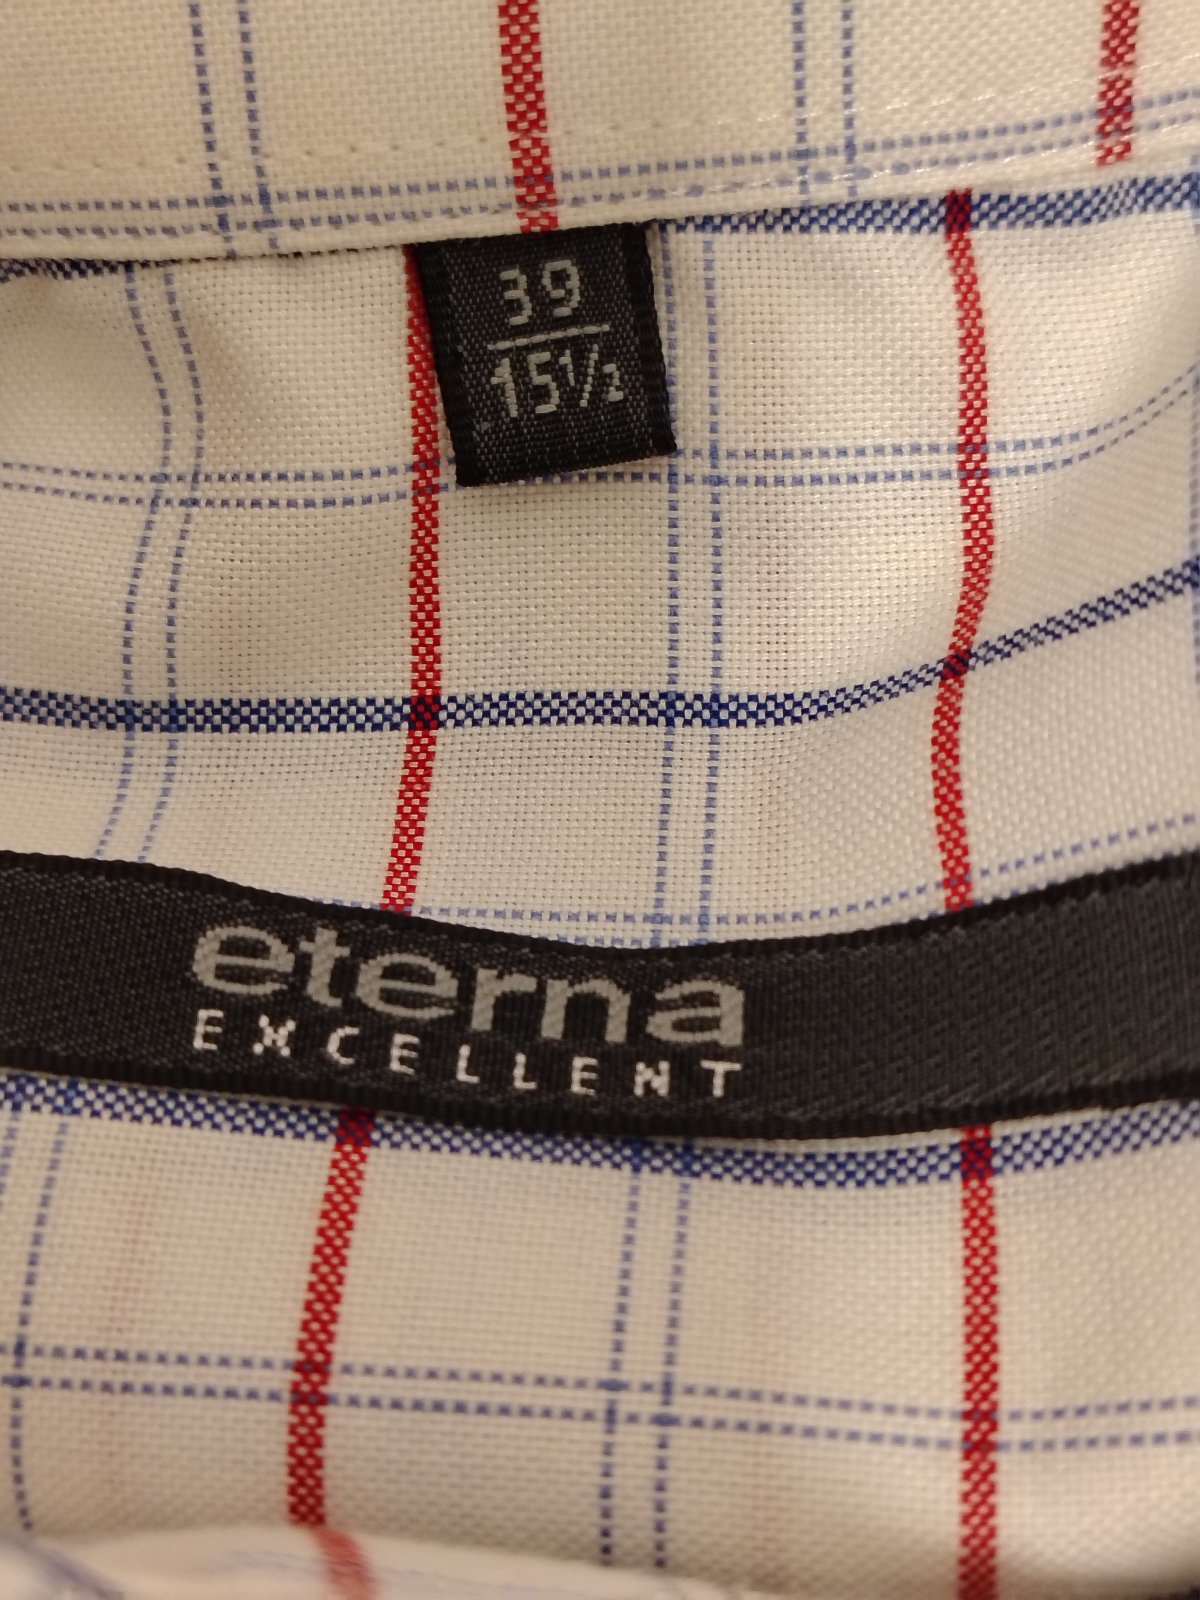 39
15½
eterna
EXCELLENT